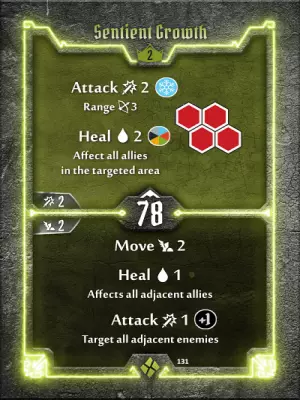 Sentient Growth
2
Attack 2
Range 3
Heal 2
Affect all allies
in the targeted area
2
78
2
Move 2
Heal 1
Affects all adjacent allies
Attack 1 +1
Target all adjacent enemies
131